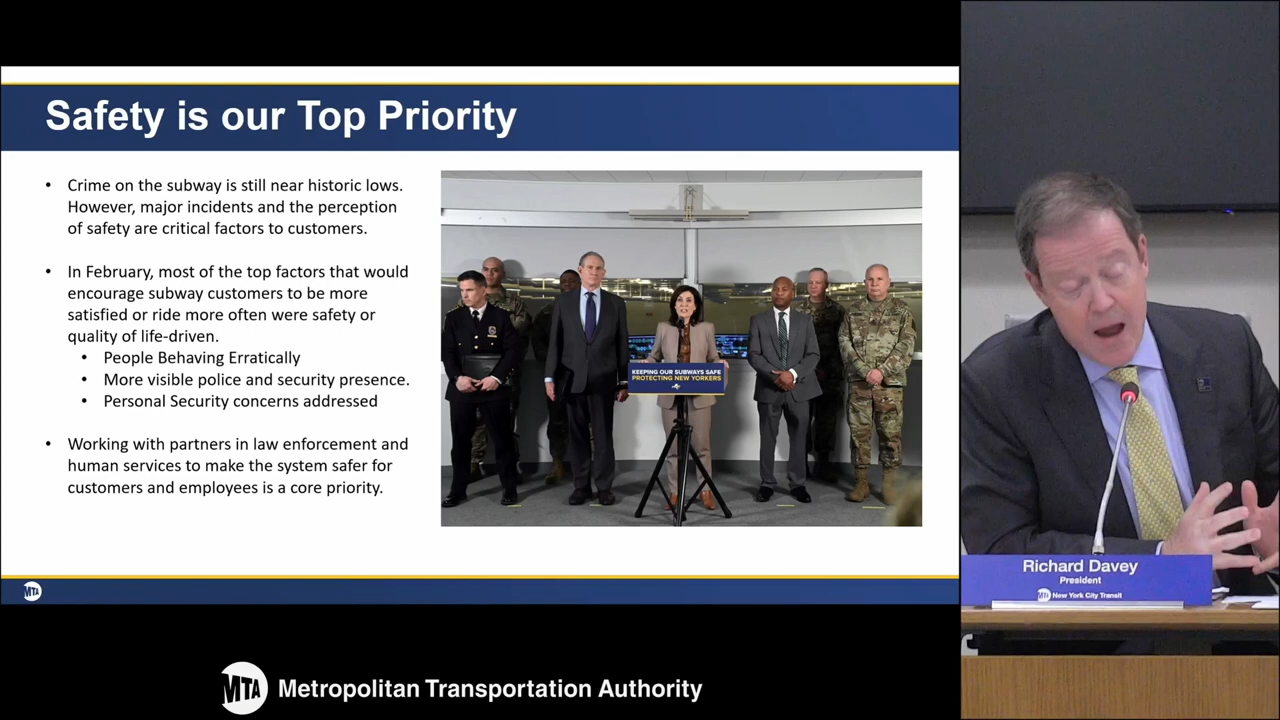 Safety is our Top Priority
• Crime on the subway is still near historic lows.
However, major incidents and the perception
of safety are critical factors to customers.
• In February, most of the top factors that would
encourage subway customers to be more
satisfied or ride more often were safety or
quality of life-driven.
• People Behaving Erratically
• More visible police and security presence.
• Personal Security concerns addressed
• Working with partners in law enforcement and
human services to make the system safer for
customers and employees is a core priority.
KEEPING OUR SUBWAYS SAFE
PROTECTING NEW YORKERS
MTA
Richard Davey
President
MTA New York City Transit
MTA Metropolitan Transportation Authority